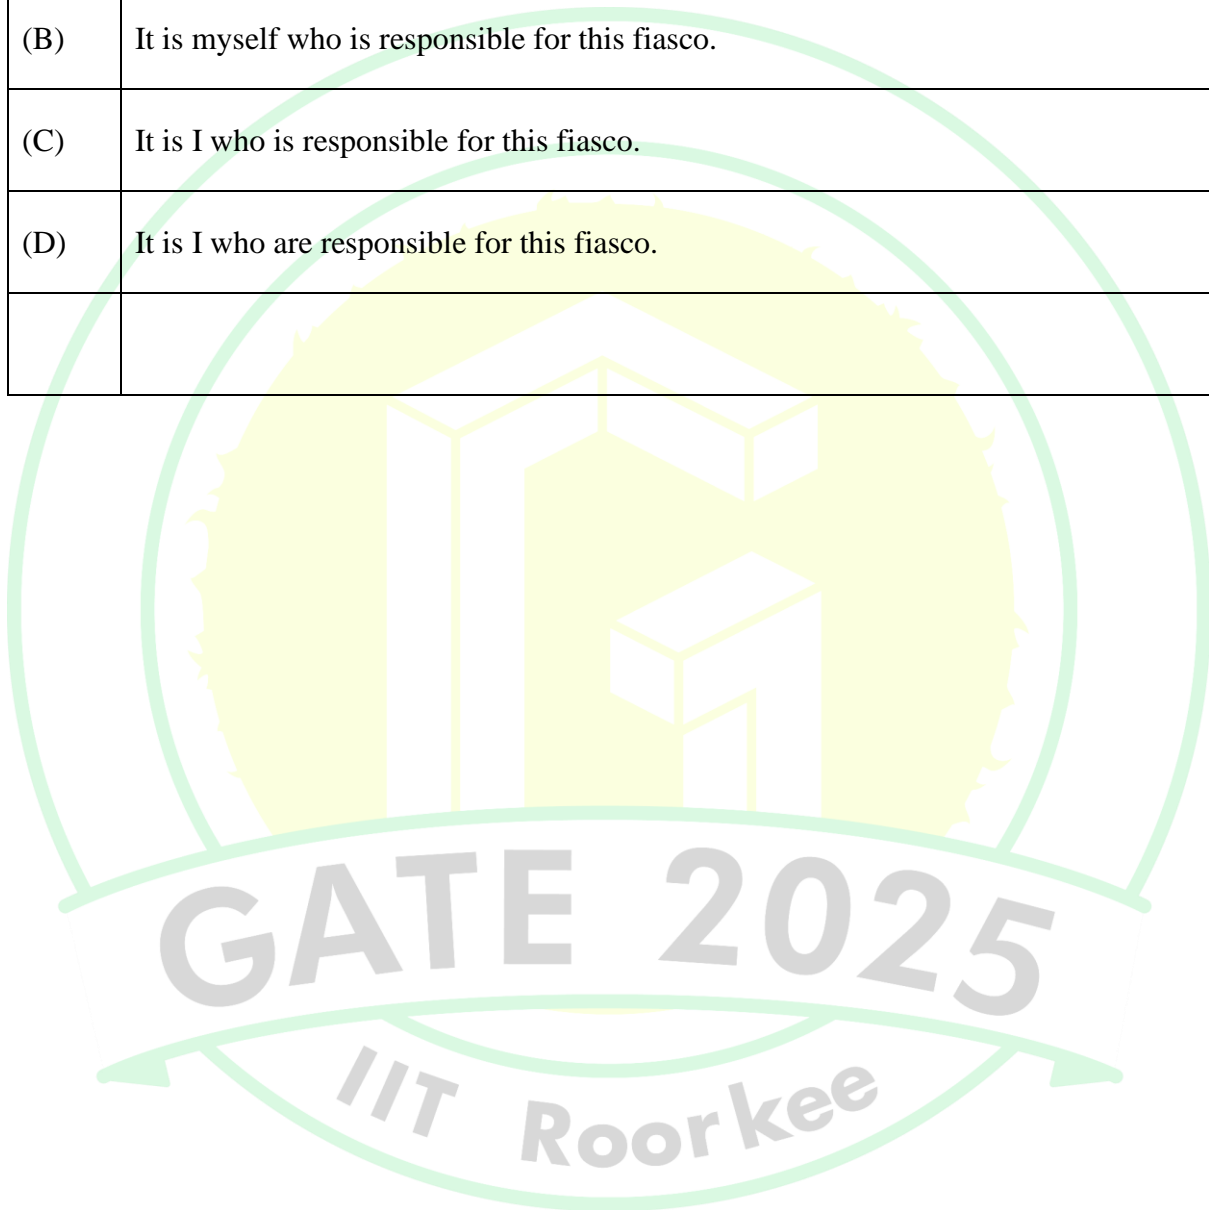 (B) It is myself who is responsible for this fiasco.
(C) It is I who is responsible for this fiasco.
(D) It is I who are responsible for this fiasco.
GATE 2025
IIT Roorkee